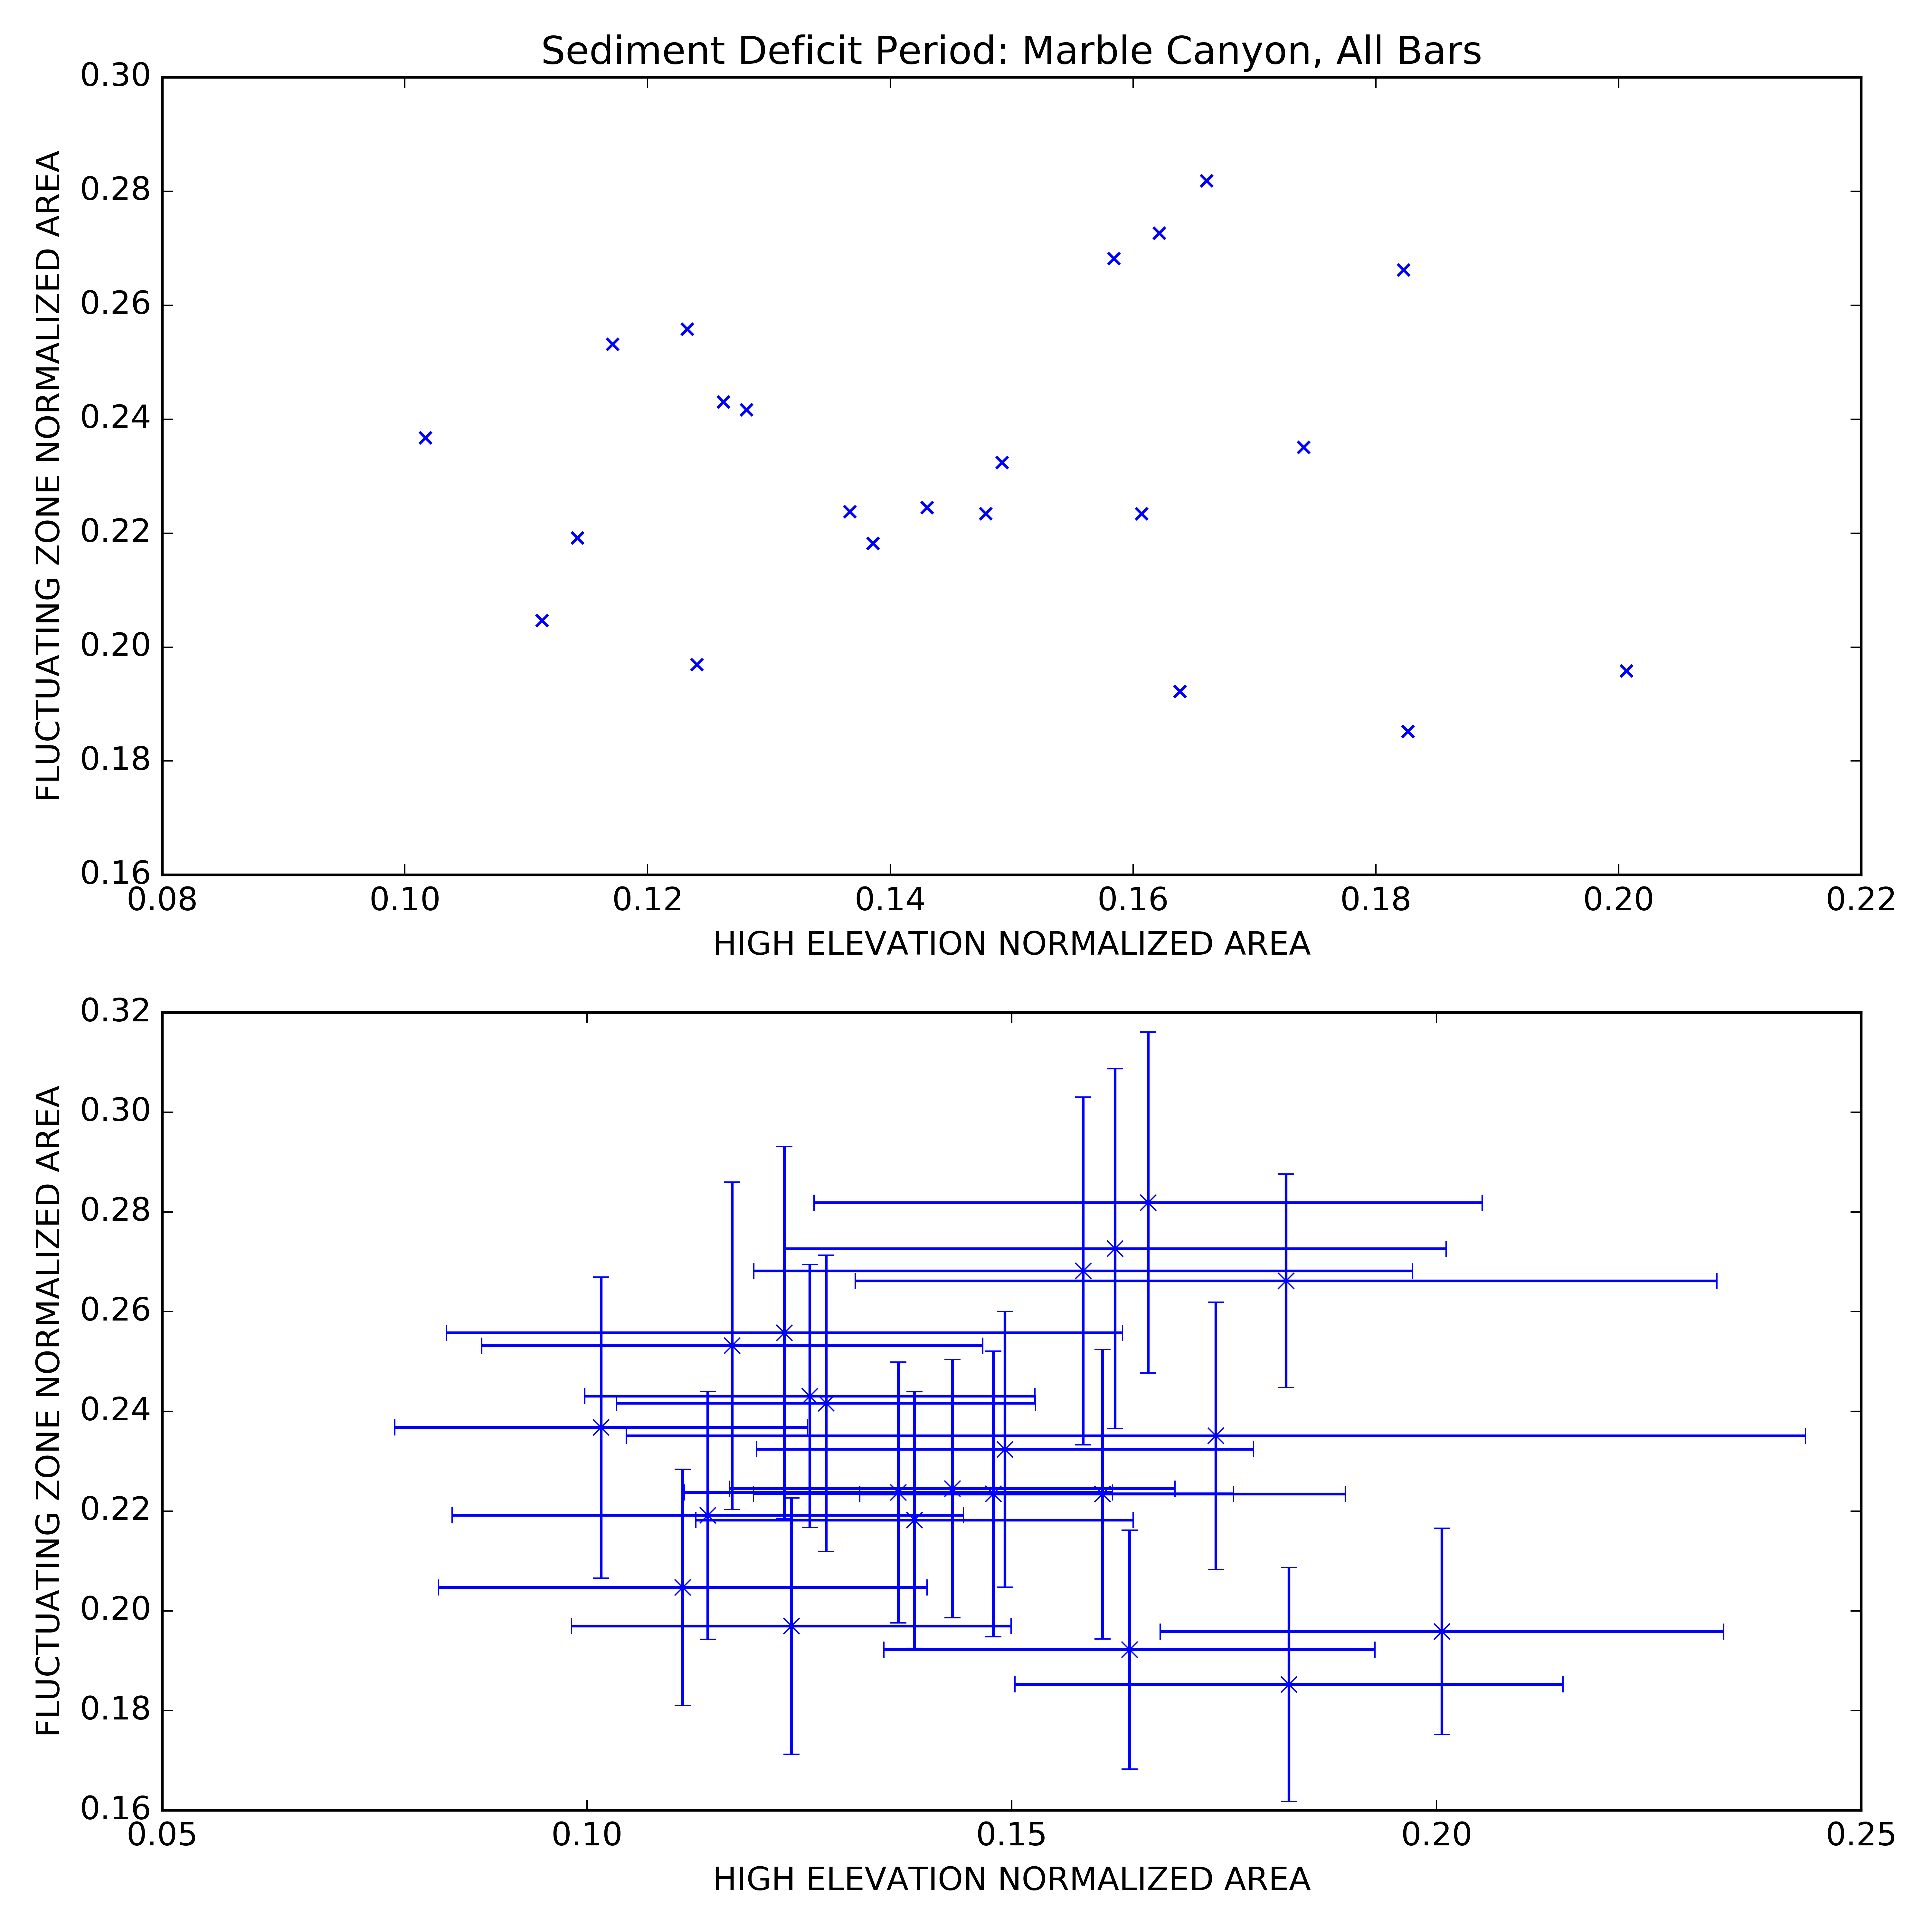 Sediment Deficit Period: Marble Canyon, All Bars
FLUCTUATING ZONE NORMALIZED AREA
0.30
0.28
0.26
0.24
0.22
0.20
0.18
0.16
0.08 0.10 0.12 0.14 0.16 0.18 0.20 0.22
HIGH ELEVATION NORMALIZED AREA
FLUCTUATING ZONE NORMALIZED AREA
0.32
0.30
0.28
0.26
0.24
0.22
0.20
0.18
0.16
0.05 0.10 0.15 0.20 0.25
HIGH ELEVATION NORMALIZED AREA